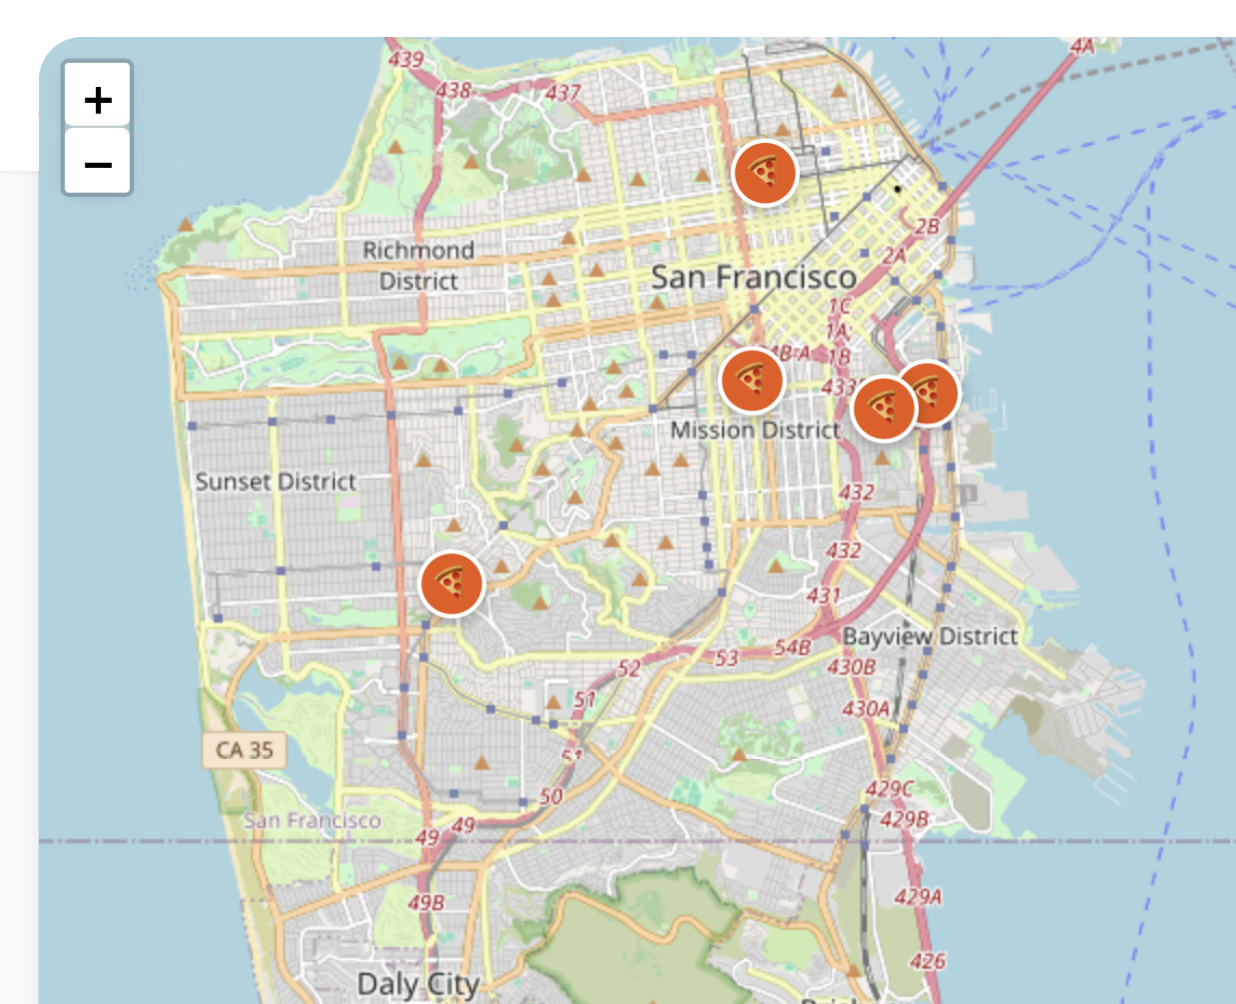 +
−
439
438
437
4A
Richmond
District
San Francisco
2B
2A
1C
1A
1B
4B-A
433
Mission District
Sunset District
432
432
431
Bayview District
54B
53
52
430B
51
430A
CA 35
51
50
429C
San Francisco
429B
49
49
429A
49B
426
Daly City